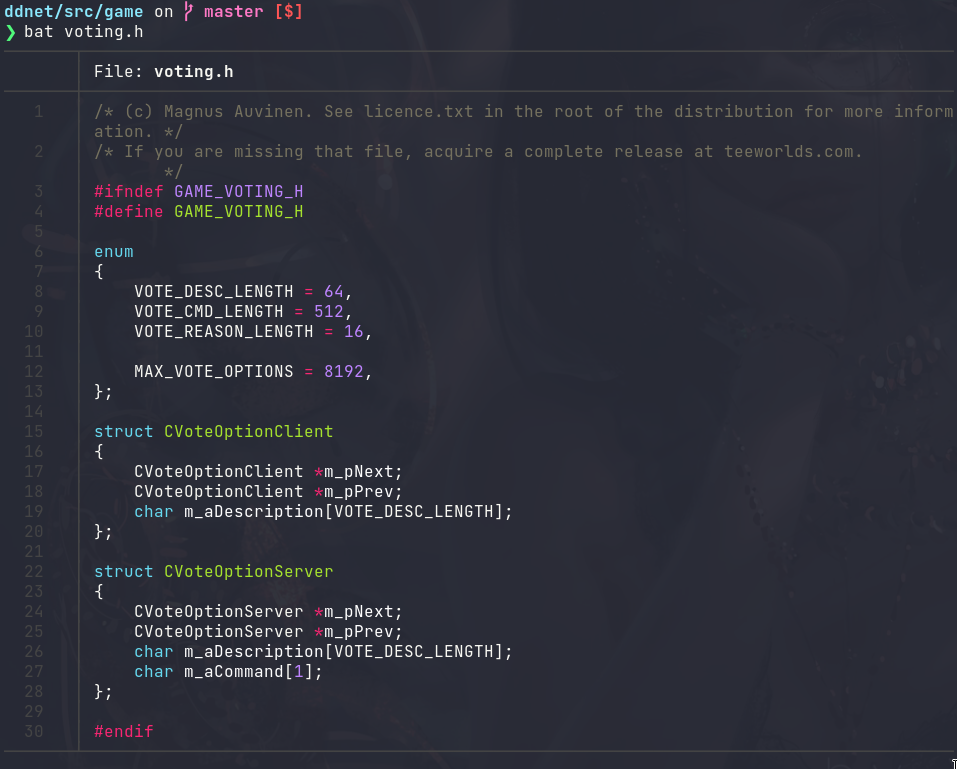 ddnet/src/game on master [$]
❯ bat voting.h
File: voting.h
1 /* (c) Magnus Auvinen. See licence.txt in the root of the distribution for more inform
ation. */
2 /* If you are missing that file, acquire a complete release at teeworlds.com.
*/
3 #ifndef GAME_VOTING_H
4 #define GAME_VOTING_H
5
6 enum
7 {
8 VOTE_DESC_LENGTH = 64,
9 VOTE_CMD_LENGTH = 512,
10 VOTE_REASON_LENGTH = 16,
11
12 MAX_VOTE_OPTIONS = 8192,
13 };
14
15 struct CVoteOptionClient
16 {
17 CVoteOptionClient *m_pNext;
18 CVoteOptionClient *m_pPrev;
19 char m_aDescription[VOTE_DESC_LENGTH];
20 };
21
22 struct CVoteOptionServer
23 {
24 CVoteOptionServer *m_pNext;
25 CVoteOptionServer *m_pPrev;
26 char m_aDescription[VOTE_DESC_LENGTH];
27 char m_aCommand[1];
28 };
29
30 #endif